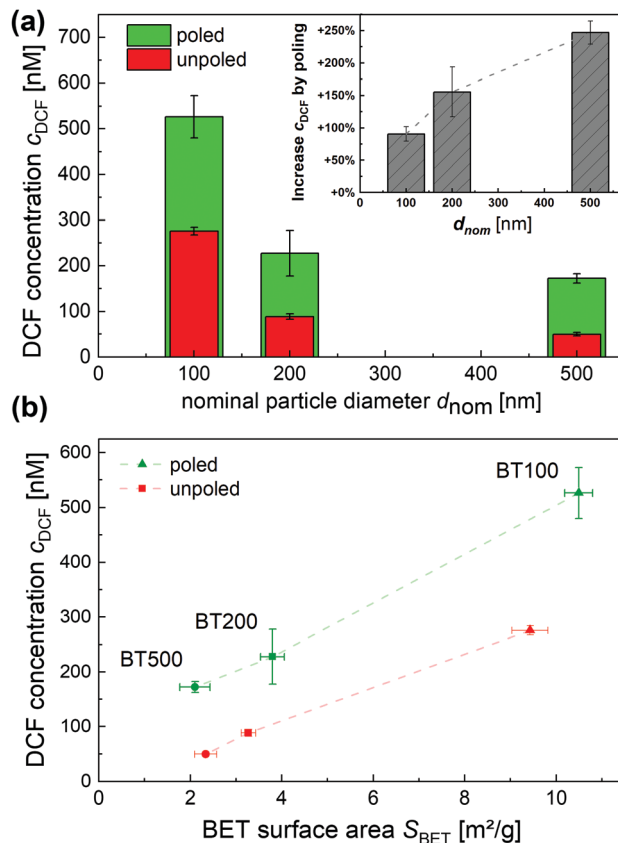 (a)
poled
unpoled
DCF concentration cDCF [nM]
700
600
500
400
300
200
100
0
0
100
200
300
400
500
nominal particle diameter dnom [nm]
Increase cDCF by poling
+250%
+200%
+150%
+100%
+50%
+0%
100
200
300
400
500
dnom [nm]
(b)
poled
unpoled
DCF concentration cDCF [nM]
600
500
400
300
200
100
0
BT500
BT200
BT100
0
2
4
6
8
10
BET surface area SBET [m²/g]